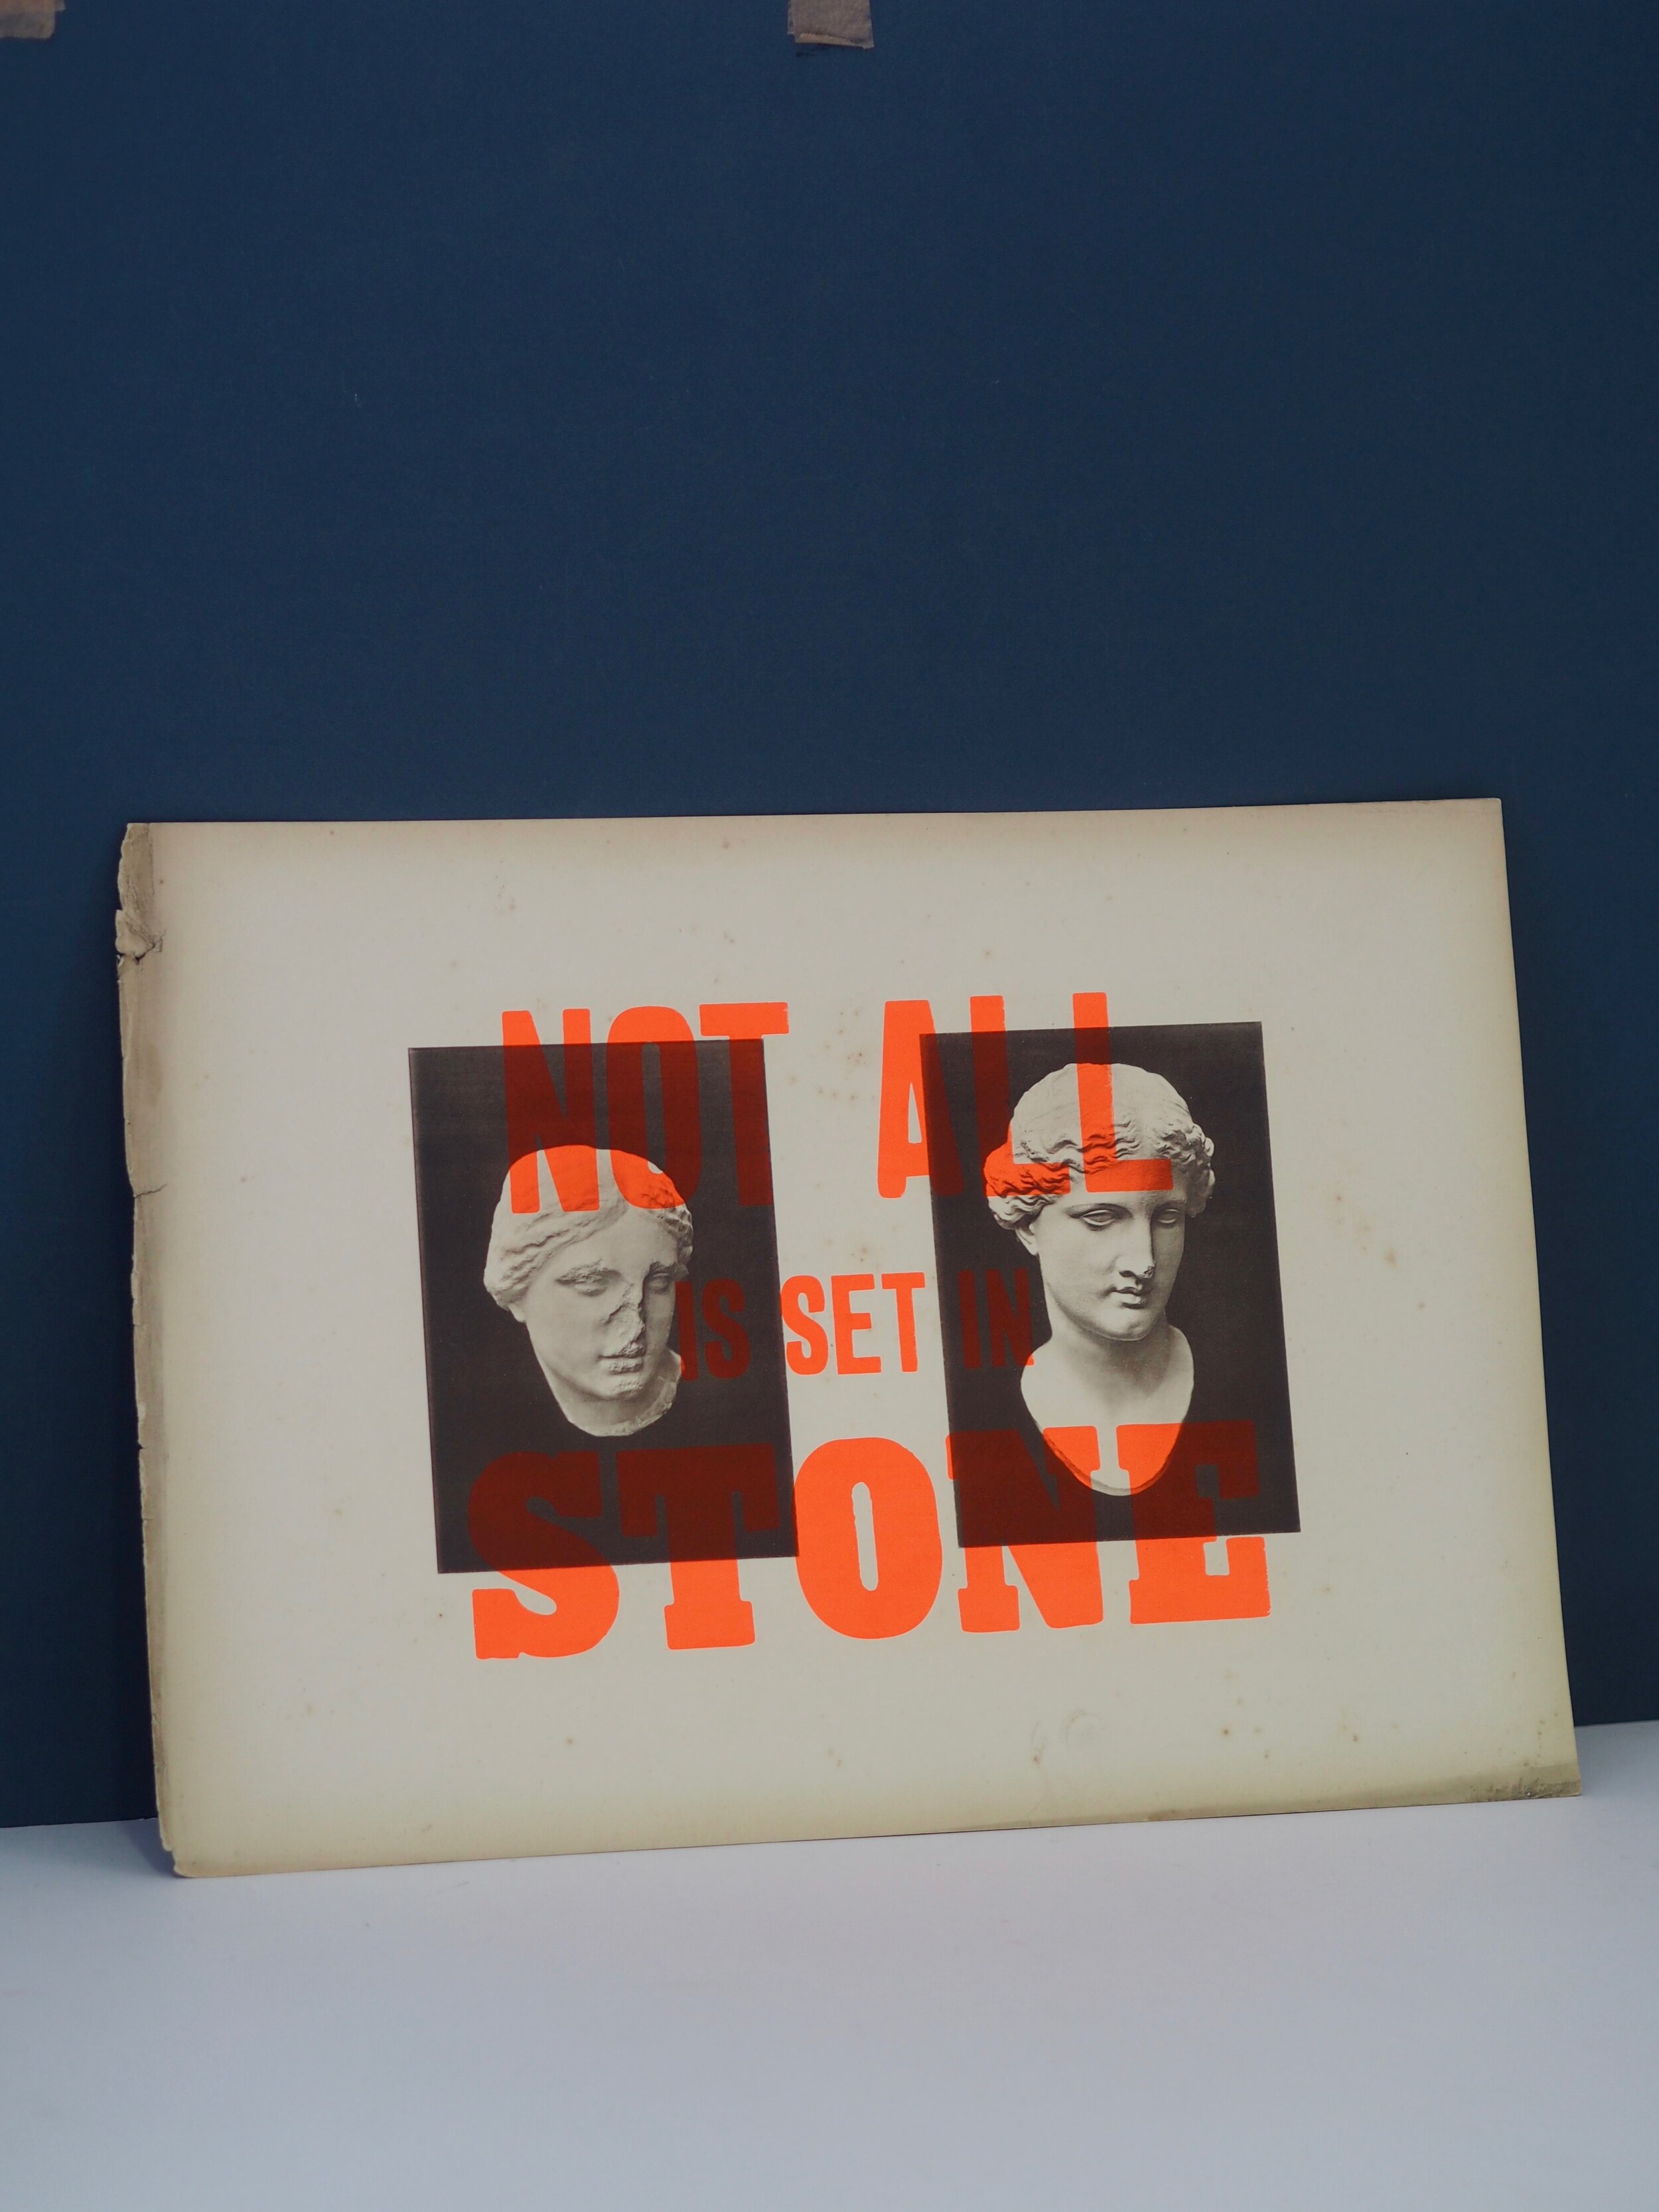 NOT ALL
IS SET IN
STONE